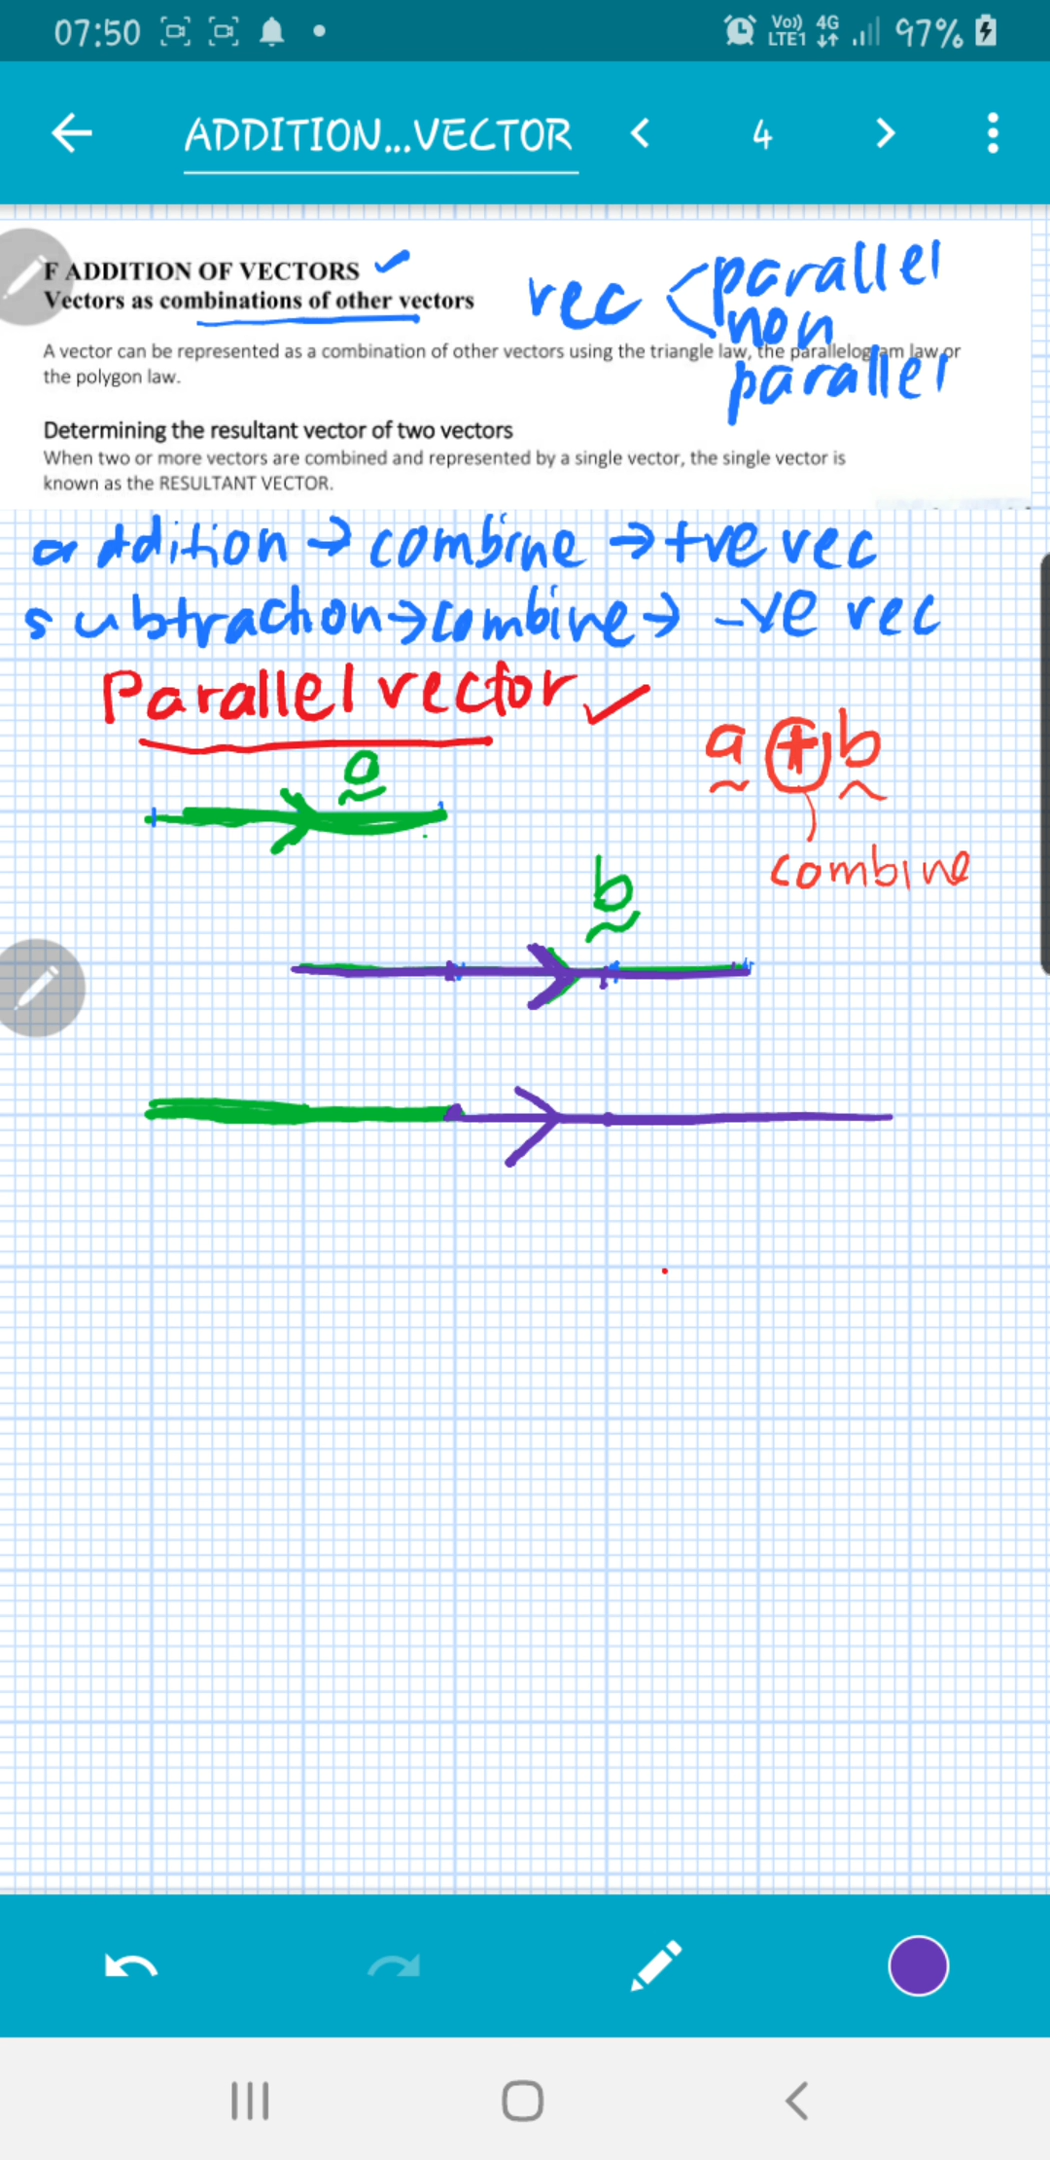 07:50 Vo)) LTE1 4G 97%
ADDITION...VECTOR 4
F ADDITION OF VECTORS
Vectors as combinations of other vectors
vec parallel
non
parallel
A vector can be represented as a combination of other vectors using the triangle law, the parallelogram law or
the polygon law.
Determining the resultant vector of two vectors
When two or more vectors are combined and represented by a single vector, the single vector is
known as the RESULTANT VECTOR.
addition → combine → +ve vec
subtraction → combine → -ve vec
Parallel vector
a + b
a
combine
b